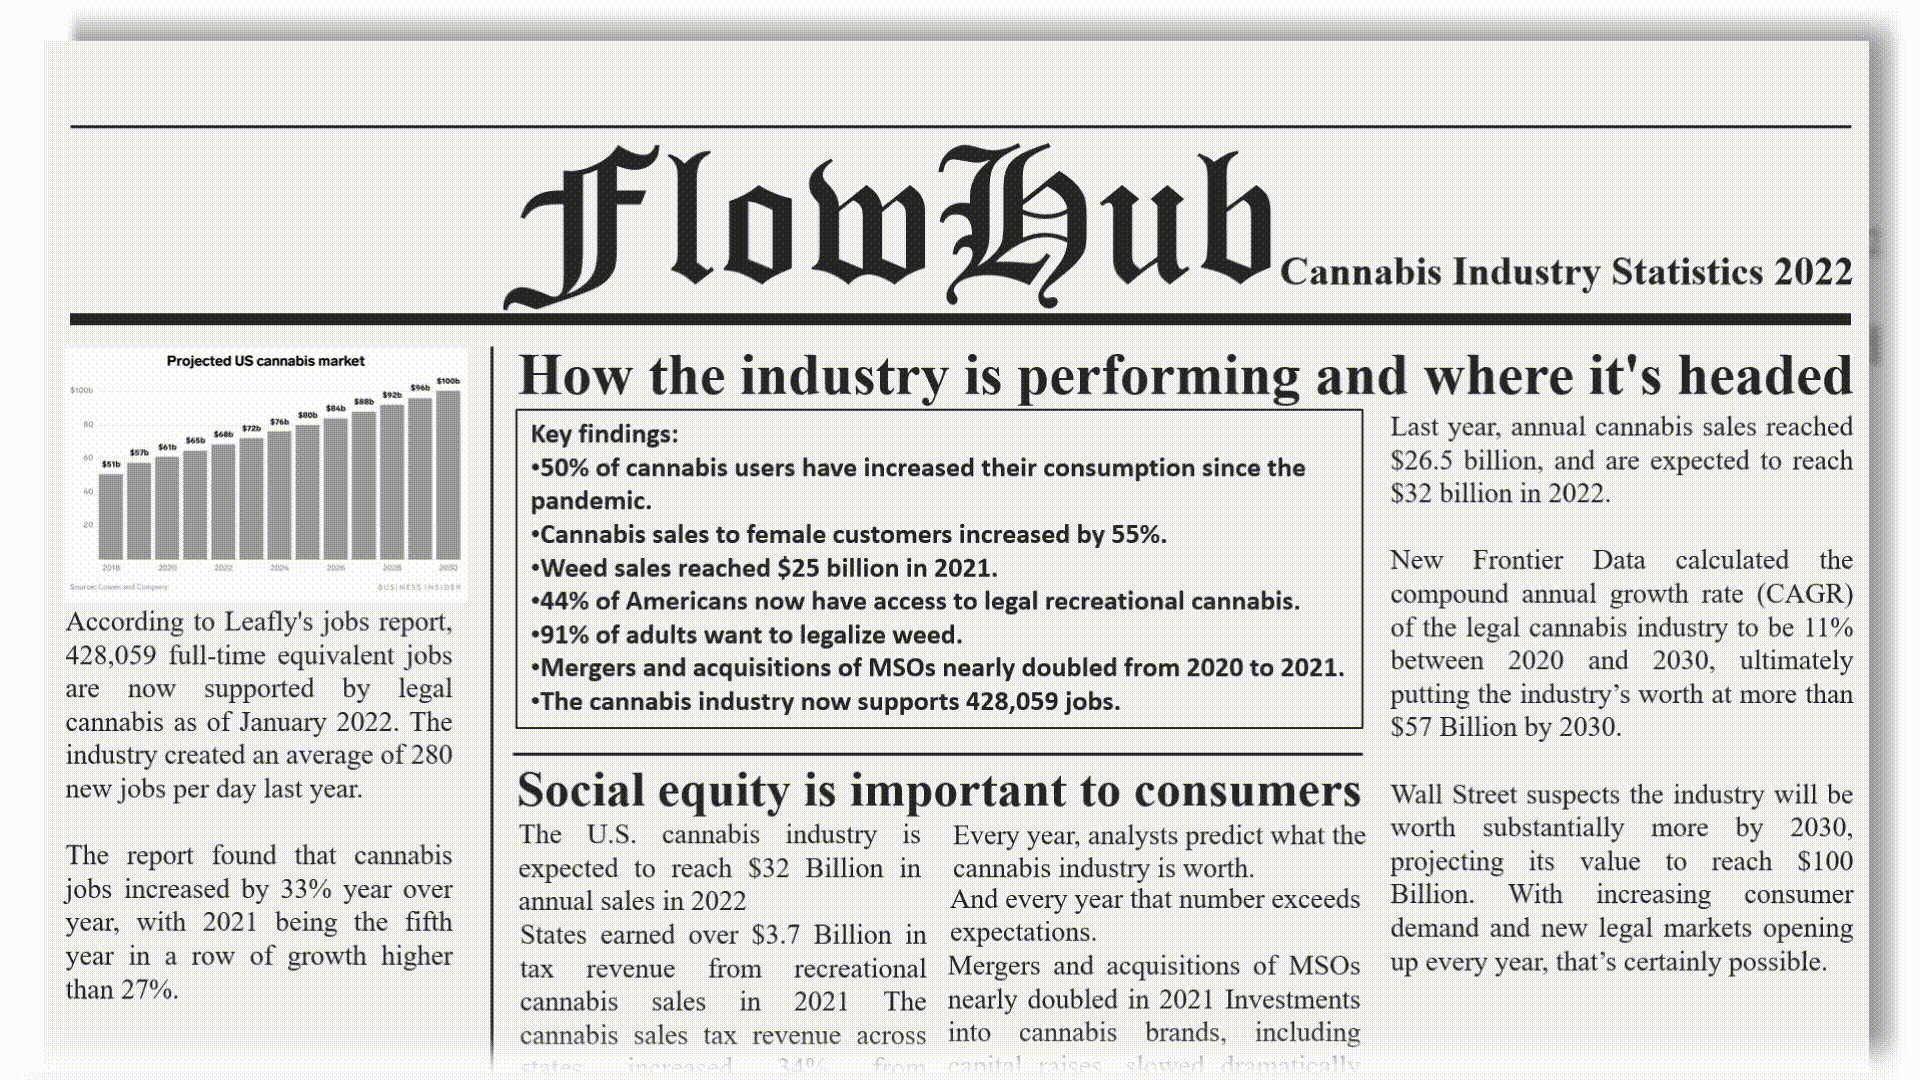 FlowHub
Cannabis Industry Statistics 2022
Projected US cannabis market
$100b
80
60
40
20
$51b
$57b
$61b
$65b
$68b
$72b
$76b
$80b
$84b
$88b
$92b
$96b
$100b
2018
2020
2022
2024
2026
2028
2030
Source: Cowen and Company
BUSINESS INSIDER
According to Leafly's jobs report,
428,059 full-time equivalent jobs
are now supported by legal
cannabis as of January 2022. The
industry created an average of 280
new jobs per day last year.
The report found that cannabis
jobs increased by 33% year over
year, with 2021 being the fifth
year in a row of growth higher
than 27%.
How the industry is performing and where it's headed
Key findings:
•50% of cannabis users have increased their consumption since the
pandemic.
•Cannabis sales to female customers increased by 55%.
•Weed sales reached $25 billion in 2021.
•44% of Americans now have access to legal recreational cannabis.
•91% of adults want to legalize weed.
•Mergers and acquisitions of MSOs nearly doubled from 2020 to 2021.
•The cannabis industry now supports 428,059 jobs.
Social equity is important to consumers
The U.S. cannabis industry is
expected to reach $32 Billion in
annual sales in 2022
States earned over $3.7 Billion in
tax revenue from recreational
cannabis sales in 2021 The
cannabis sales tax revenue across
states increased 34% from
Every year, analysts predict what the
cannabis industry is worth.
And every year that number exceeds
expectations.
Mergers and acquisitions of MSOs
nearly doubled in 2021 Investments
into cannabis brands, including
capital raises, slowed dramatically
Last year, annual cannabis sales reached
$26.5 billion, and are expected to reach
$32 billion in 2022.
New Frontier Data calculated the
compound annual growth rate (CAGR)
of the legal cannabis industry to be 11%
between 2020 and 2030, ultimately
putting the industry’s worth at more than
$57 Billion by 2030.
Wall Street suspects the industry will be
worth substantially more by 2030,
projecting its value to reach $100
Billion. With increasing consumer
demand and new legal markets opening
up every year, that’s certainly possible.